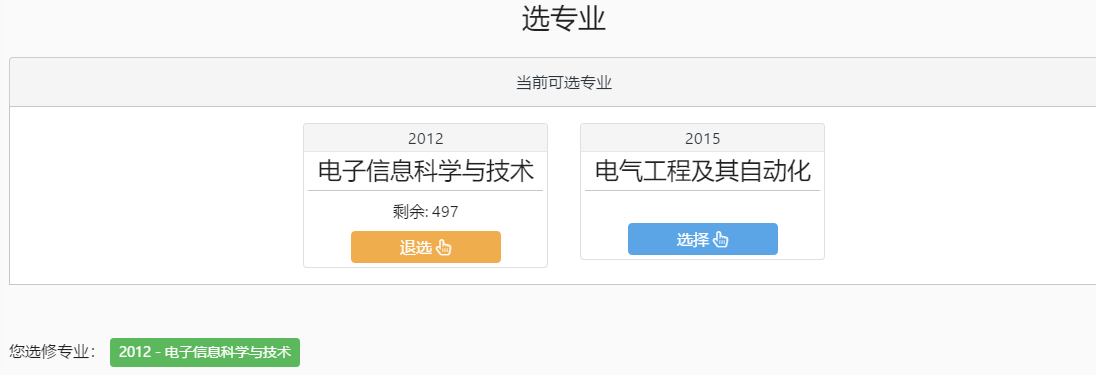 选专业
当前可选专业
2012
电子信息科学与技术
剩余: 497
退选
2015
电气工程及其自动化
选择
您选修专业： 2012 - 电子信息科学与技术